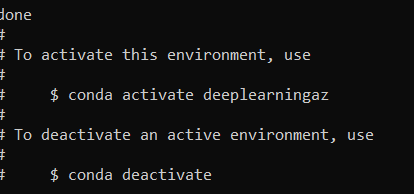 done
#
# To activate this environment, use
#
#     $ conda activate deeplearningaz
#
# To deactivate an active environment, use
#
#     $ conda deactivate